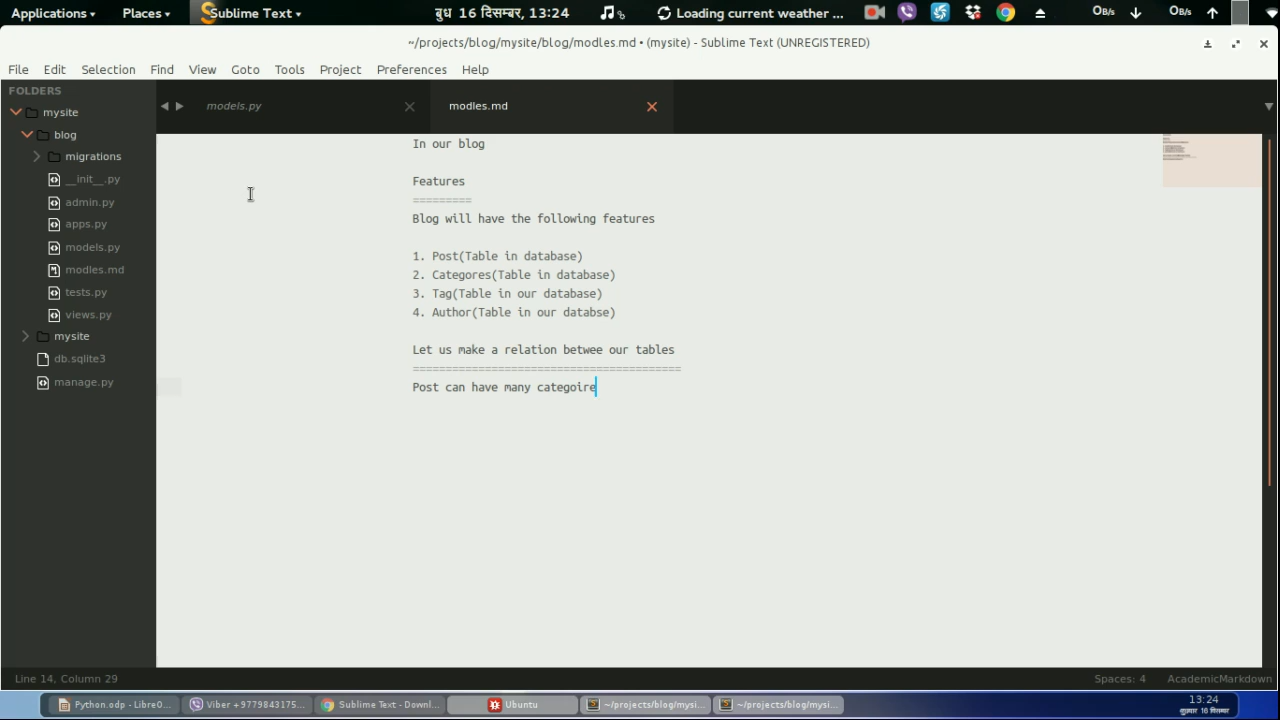 Applications Places Sublime Text बुध 16 दिसम्बर, 13:24 Loading current weather ... 0B/s 0B/s
~/projects/blog/mysite/blog/modles.md • (mysite) - Sublime Text (UNREGISTERED)
File Edit Selection Find View Goto Tools Project Preferences Help
FOLDERS
mysite
blog
migrations
__init__.py
admin.py
apps.py
models.py
modles.md
tests.py
views.py
mysite
db.sqlite3
manage.py
models.py modles.md
In our blog
Features
=========
Blog will have the following features
1. Post(Table in database)
2. Categores(Table in database)
3. Tag(Table in our database)
4. Author(Table in our databse)
Let us make a relation betwee our tables
=========================================
Post can have many categoire
Line 14, Column 29 Spaces: 4 AcademicMarkdown
Python.odp - LibreO... Viber +9779843175... Sublime Text - Downl... Ubuntu ~/projects/blog/mysi... ~/projects/blog/mysi... 13:24
16 दिसम्बर